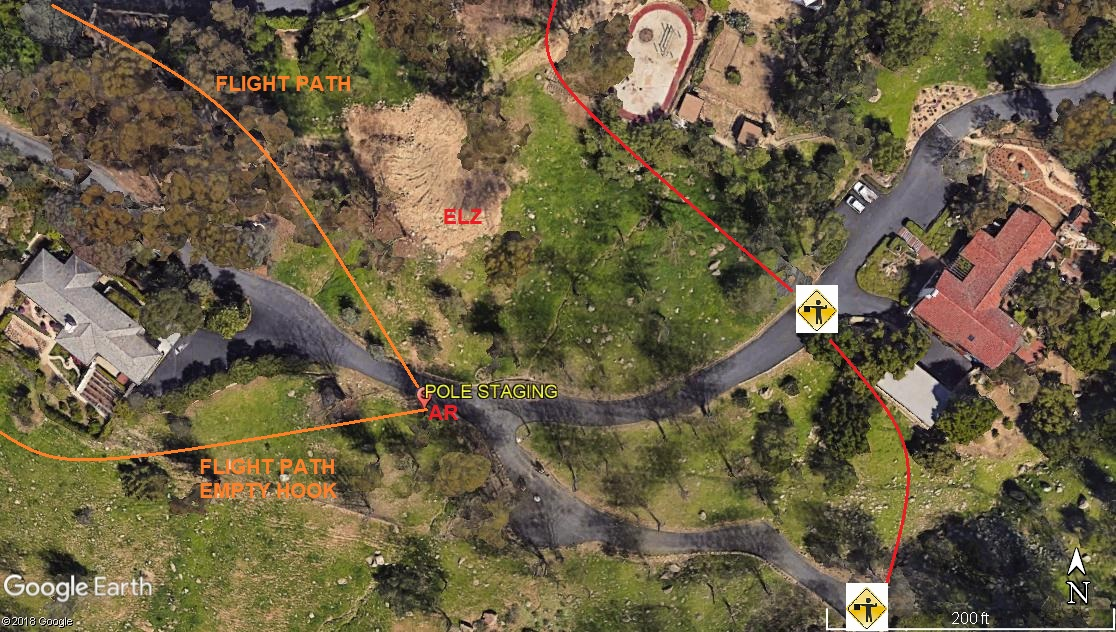 FLIGHT PATH
ELZ
POLE STAGING
AR
FLIGHT PATH
EMPTY HOOK
Google Earth
©2018 Google
N
200 ft